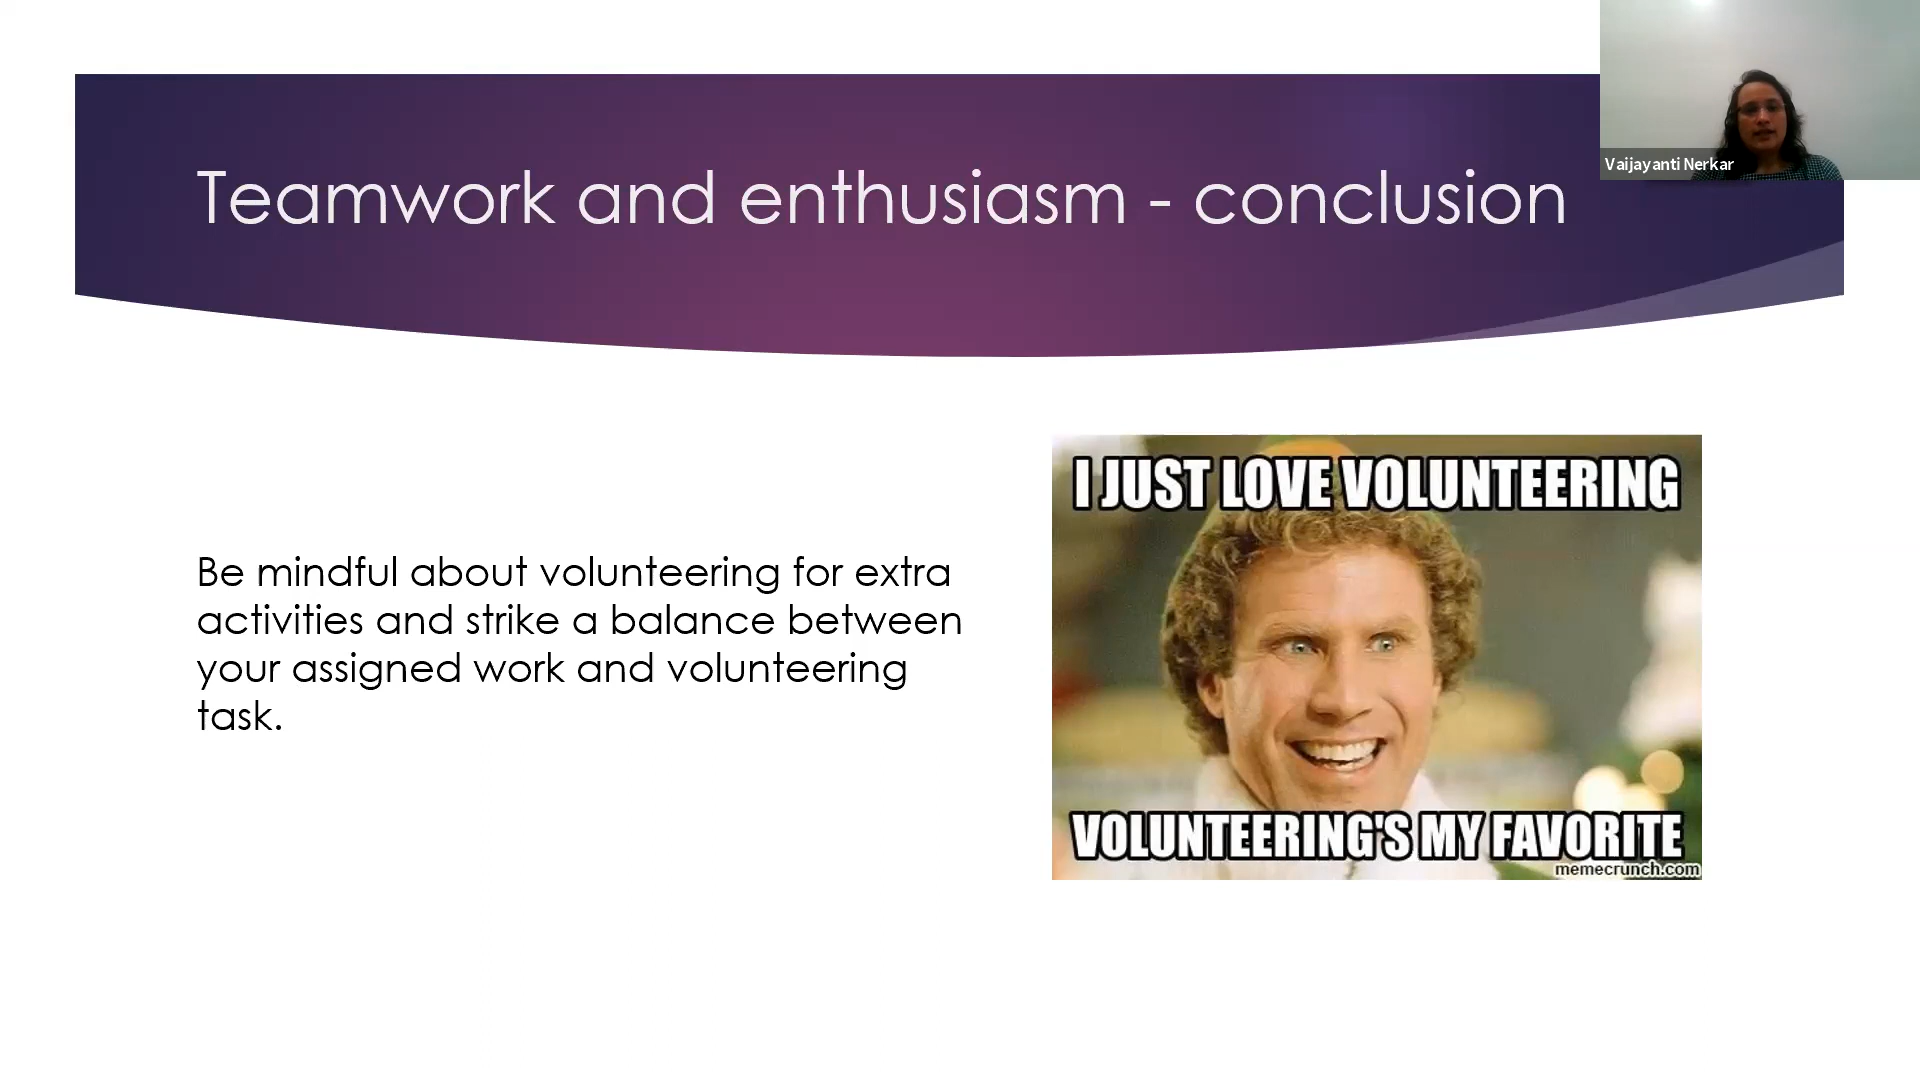 Vaijayanti Nerkar
Teamwork and enthusiasm - conclusion
Be mindful about volunteering for extra
activities and strike a balance between
your assigned work and volunteering
task.
I JUST LOVE VOLUNTEERING
VOLUNTEERING'S MY FAVORITE
memecrunch.com